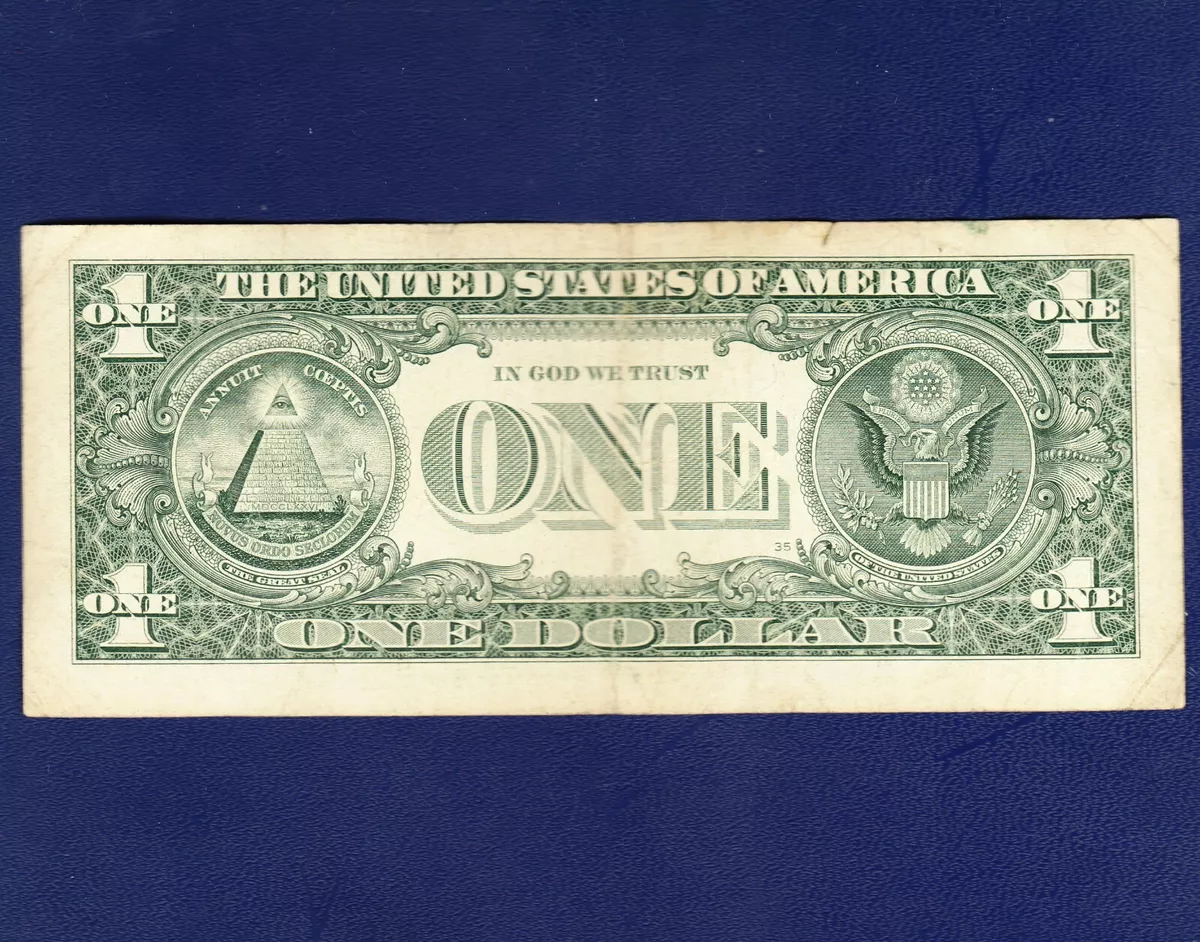 THE UNITED STATES OF AMERICA
1
ONE
1
ONE
ANNUIT CŒPTIS
IN GOD WE TRUST
ONE
MDCCLXXVI
NOVUS ORDO SECLORUM
35
THE GREAT SEAL
OF THE UNITED STATES
1
ONE
1
ONE
ONE DOLLAR